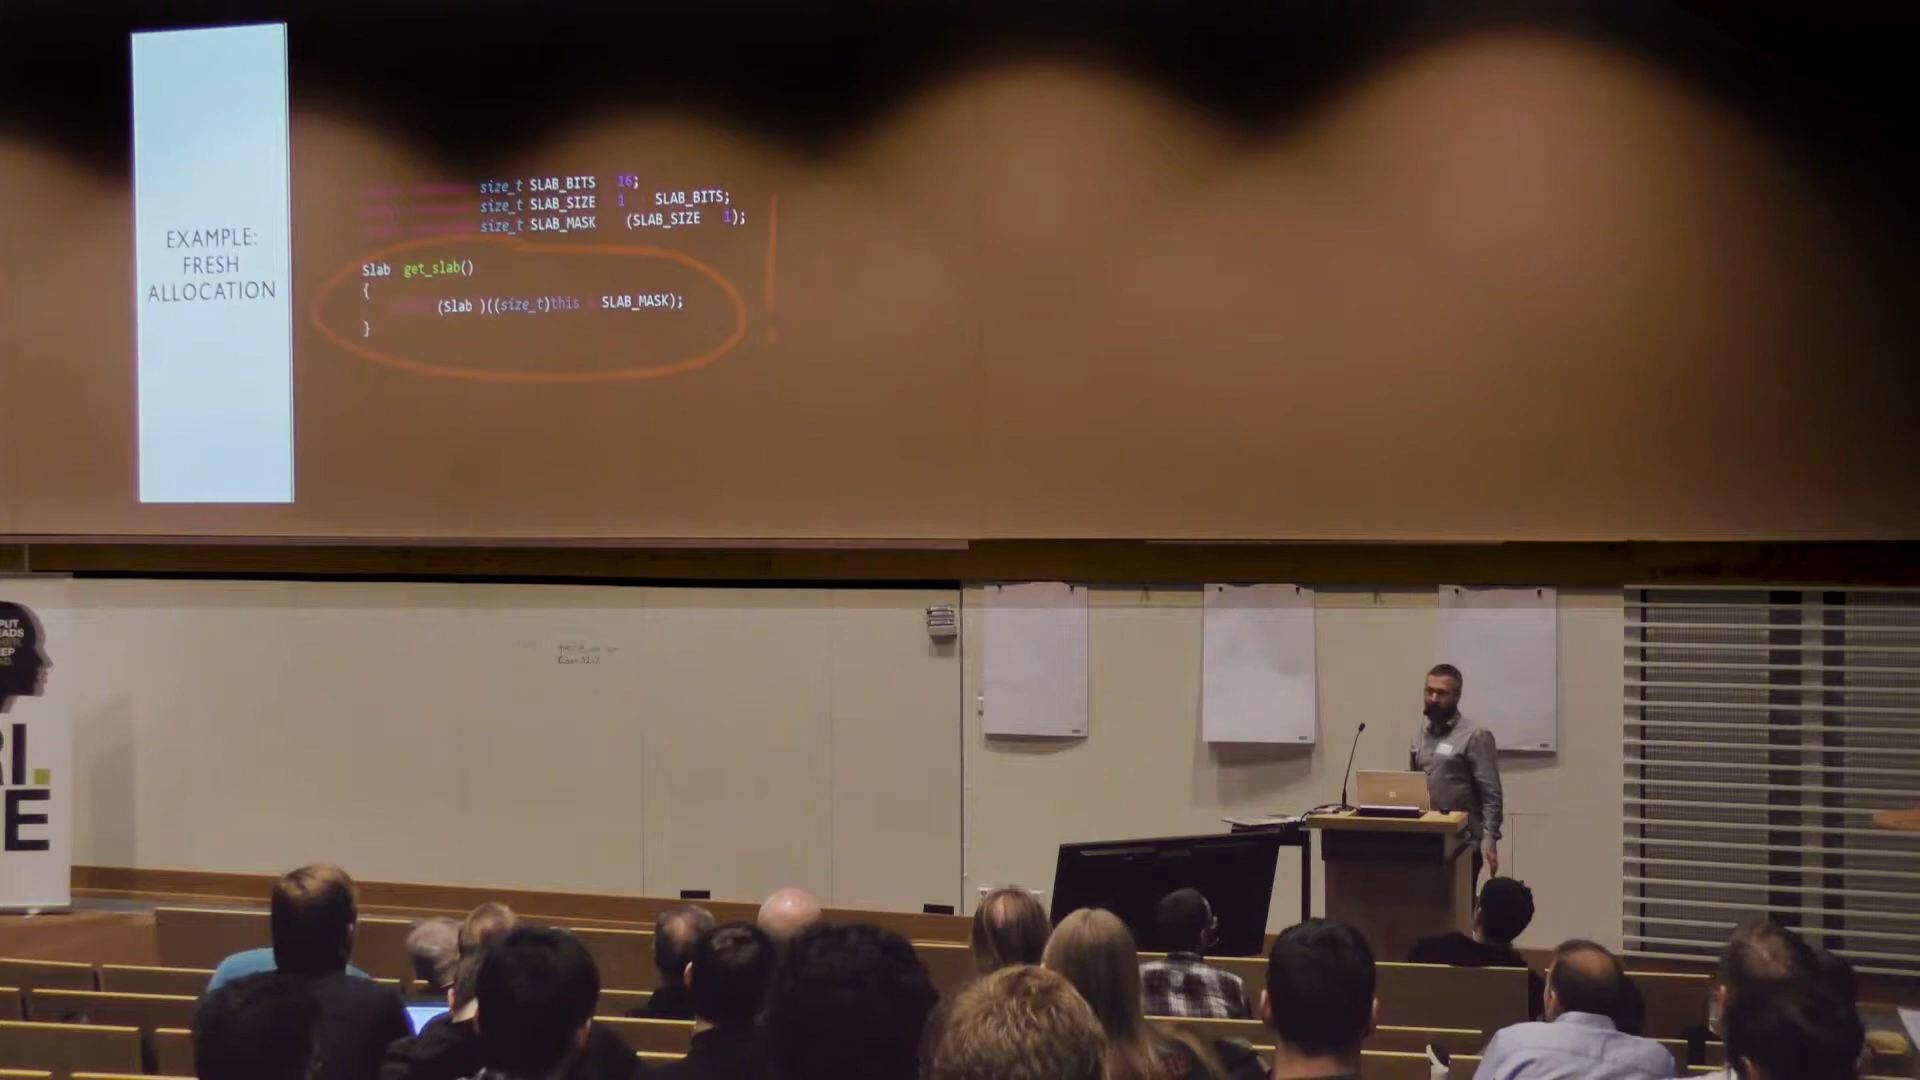 EXAMPLE:
FRESH
ALLOCATION
size_t SLAB_BITS 16;
size_t SLAB_SIZE 1 SLAB_BITS;
size_t SLAB_MASK (SLAB_SIZE 1);
Slab get_slab()
{
(Slab )((size_t)this SLAB_MASK);
}